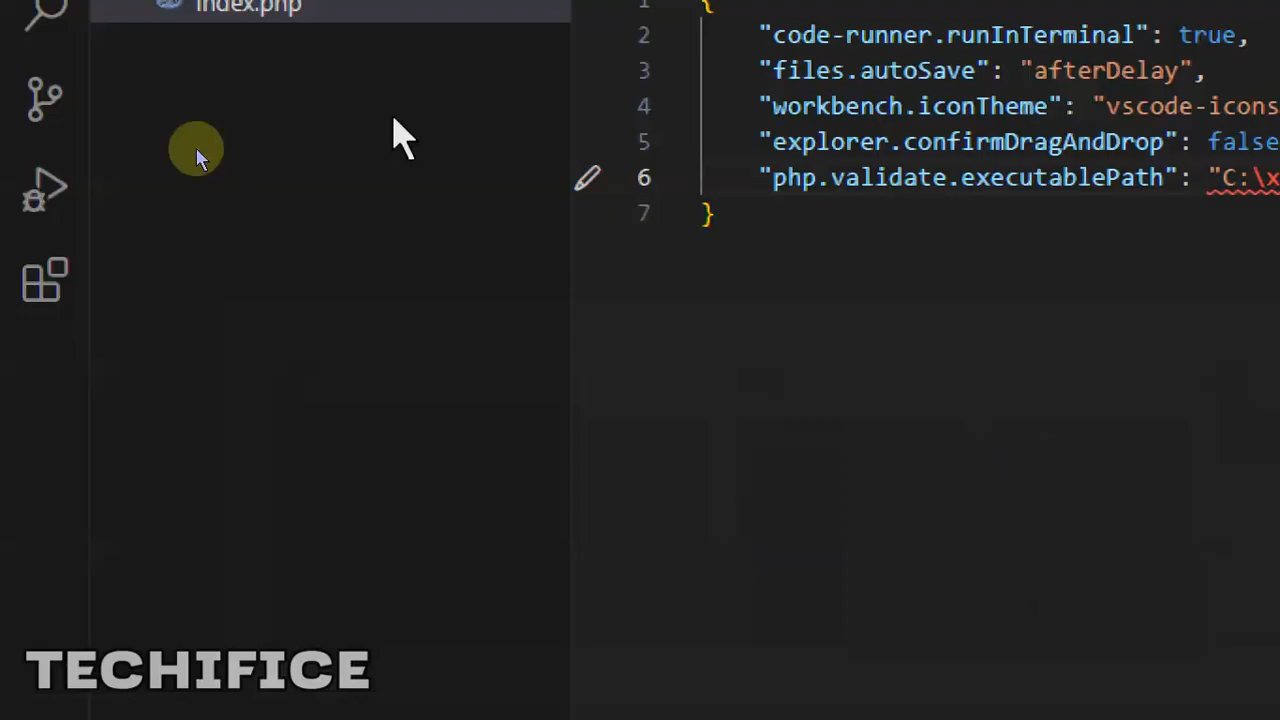 index.php
1 {
2 "code-runner.runInTerminal": true,
3 "files.autoSave": "afterDelay",
4 "workbench.iconTheme": "vscode-icons
5 "explorer.confirmDragAndDrop": false
6 "php.validate.executablePath": "C:\x
7 }
TECHIFICE